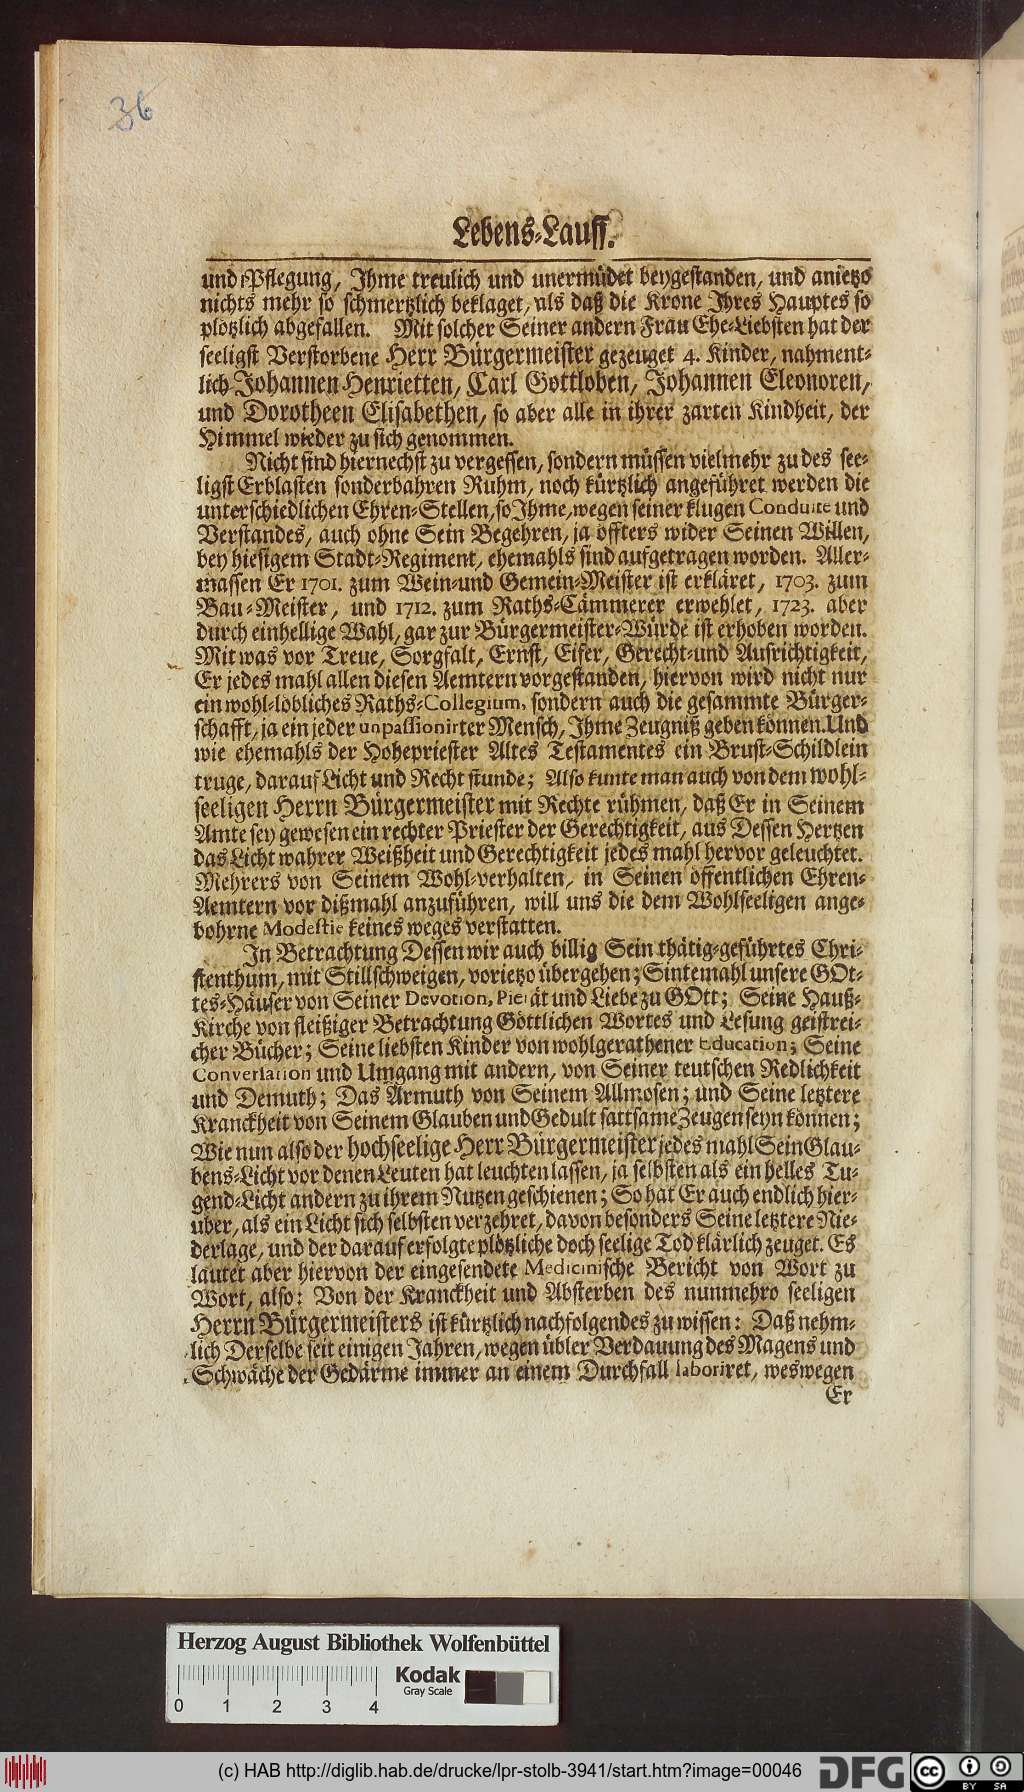 36
Lebens-Lauff.
und Pflegung, Ihme treulich und unermüdet beygestanden, und anietzo
nichts mehr so schmertzlich beklaget, als daß die Krone Ihres Hauptes so
plötzlich abgefallen. Mit solcher Seiner andern Frau Ehe-Liebsten hat der
seeligst Verstorbene Herr Bürgermeister gezeuget 4. Kinder, nahment-
lich Johannen Henrietten, Carl Gottloben, Johannen Eleonoren,
und Dorotheen Elisabethen, so aber alle in ihrer zarten Kindheit, der
Himmel wieder zu sich genommen.
Nicht sind hiernechst zu vergessen, sondern müssen vielmehr zu des see-
ligst Erblasten sonderbahren Ruhm, noch kürtzlich angeführet werden die
unterschiedlichen Ehren-Stellen, so Ihme, wegen seiner klugen Conduite und
Verstandes, auch ohne Sein Begehren, ja öffters wider Seinen Willen,
bey hiesigem Stadt-Regiment, ehemahls sind aufgetragen worden. Aller-
massen Er 1701. zum Wein-und Gemein-Meister ist erkläret, 1703. zum
Bau-Meister, und 1712. zum Raths-Cämmerer erwehlet, 1723. aber
durch einhellige Wahl, gar zur Bürgermeister-Würde ist erhoben worden.
Mit was vor Treue, Sorgfalt, Ernst, Eifer, Gerecht-und Aufrichtigkeit,
Er jedes mahl allen diesen Aemtern vorgestanden, hiervon wird nicht nur
ein wohl-löbliches Raths-Collegium, sondern auch die gesammte Bürger-
schafft, ja ein jeder unpassionirter Mensch, Ihme Zeugniß geben können. Und
wie ehemahls der Hohepriester Altes Testamentes ein Brust-Schildlein
truge, darauf Licht und Recht stunde; Also kunte man auch von dem wohl-
seeligen Herrn Bürgermeister mit Rechte rühmen, daß Er in Seinem
Amte sey gewesen ein rechter Priester der Gerechtigkeit, aus Dessen Hertzen
das Licht wahrer Weißheit und Gerechtigkeit jedes mahl hervor geleuchtet.
Mehrers von Seinem Wohl-verhalten, in Seinen öffentlichen Ehren-
Aemtern vor dißmahl anzuführen, will uns die dem Wohlseeligen ange-
bohrne Modestie keines weges verstatten.
In Betrachtung Dessen wir auch billig Sein thätig-geführtes Chri-
stenthum, mit Stillschweigen, vorietzo übergehen; Sintemahl unsere GOt-
tes-Häuser von Seiner Devotion, Pietät und Liebe zu GOtt; Seine Hauß-
Kirche von fleißiger Betrachtung Göttlichen Wortes und Lesung geistrei-
cher Bücher; Seine liebsten Kinder von wohlgerathener Education; Seine
Conversation und Umgang mit andern, von Seiner teutschen Redlichkeit
und Demuth; Das Armuth von Seinem Allmosen; und Seine letztere
Kranckheit von Seinem Glauben und Gedult sattsame Zeugen seyn können;
Wie nun also der hochseelige Herr Bürgermeister jedes mahl Sein Glau-
bens-Licht vor denen Leuten hat leuchten lassen, ja selbsten als ein helles Tu-
gend-Licht andern zu ihrem Nutzen geschienen; So hat Er auch endlich hier-
über, als ein Licht sich selbsten verzehret, davon besonders Seine letztere Nie-
derlage, und der darauf erfolgte plötzliche doch seelige Tod klärlich zeuget. Es
lautet aber hiervon der eingesendete Medicinische Bericht von Wort zu
Wort, also: Von der Kranckheit und Absterben des nunmehro seeligen
Herrn Bürgermeisters ist kürtzlich nachfolgendes zu wissen: Daß nehm-
lich Derselbe seit einigen Jahren, wegen übler Verdauung des Magens und
Schwäche der Gedärme immer an einem Durchfall laboriret, weswegen
Er
Herzog August Bibliothek Wolfenbüttel
Kodak
Gray Scale
0 1 2 3 4
(c) HAB http://diglib.hab.de/drucke/lpr-stolb-3941/start.htm?image=00046
DFG
cc BY SA